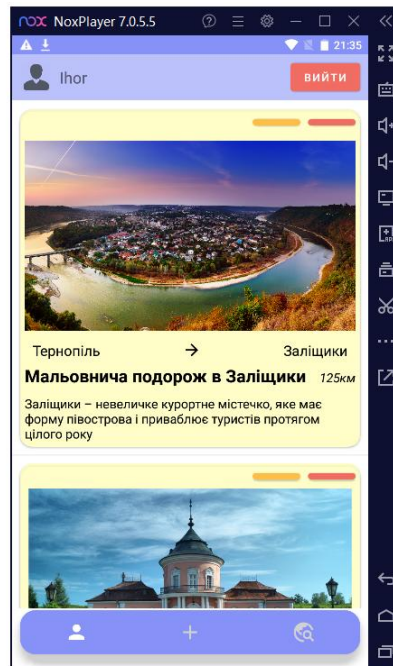 nox NoxPlayer 7.0.5.5
21:35
Ihor
ВИЙТИ
Тернопіль → Заліщики
Мальовнича подорож в Заліщики 125км
Заліщики – невеличке курортне містечко, яке має
форму півострова і приваблює туристів протягом
цілого року